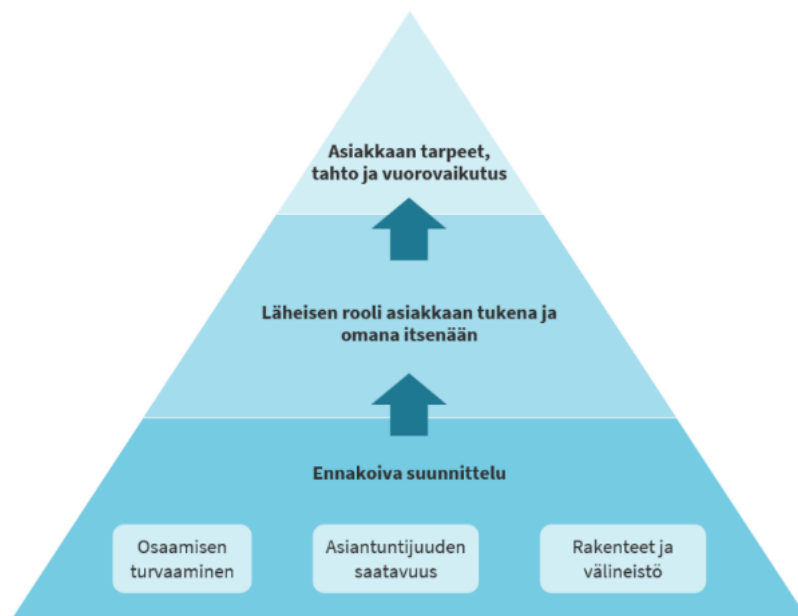 Asiakkaan tarpeet,
tahto ja vuorovaikutus
Läheisen rooli asiakkaan tukena ja
omana itsenään
Ennakoiva suunnittelu
Osaamisen
turvaaminen
Asiantuntijuuden
saatavuus
Rakenteet ja
välineistö